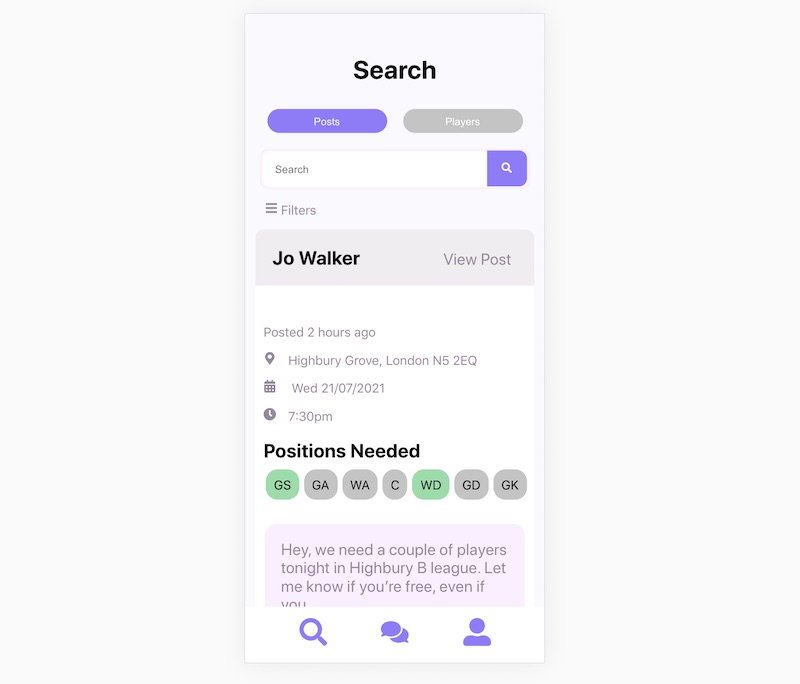 Search
Posts
Players
Search
Filters
Jo Walker
View Post
Posted 2 hours ago
Highbury Grove, London N5 2EQ
Wed 21/07/2021
7:30pm
Positions Needed
GS GA WA C WD GD GK
Hey, we need a couple of players
tonight in Highbury B league. Let
me know if you’re free, even if
you